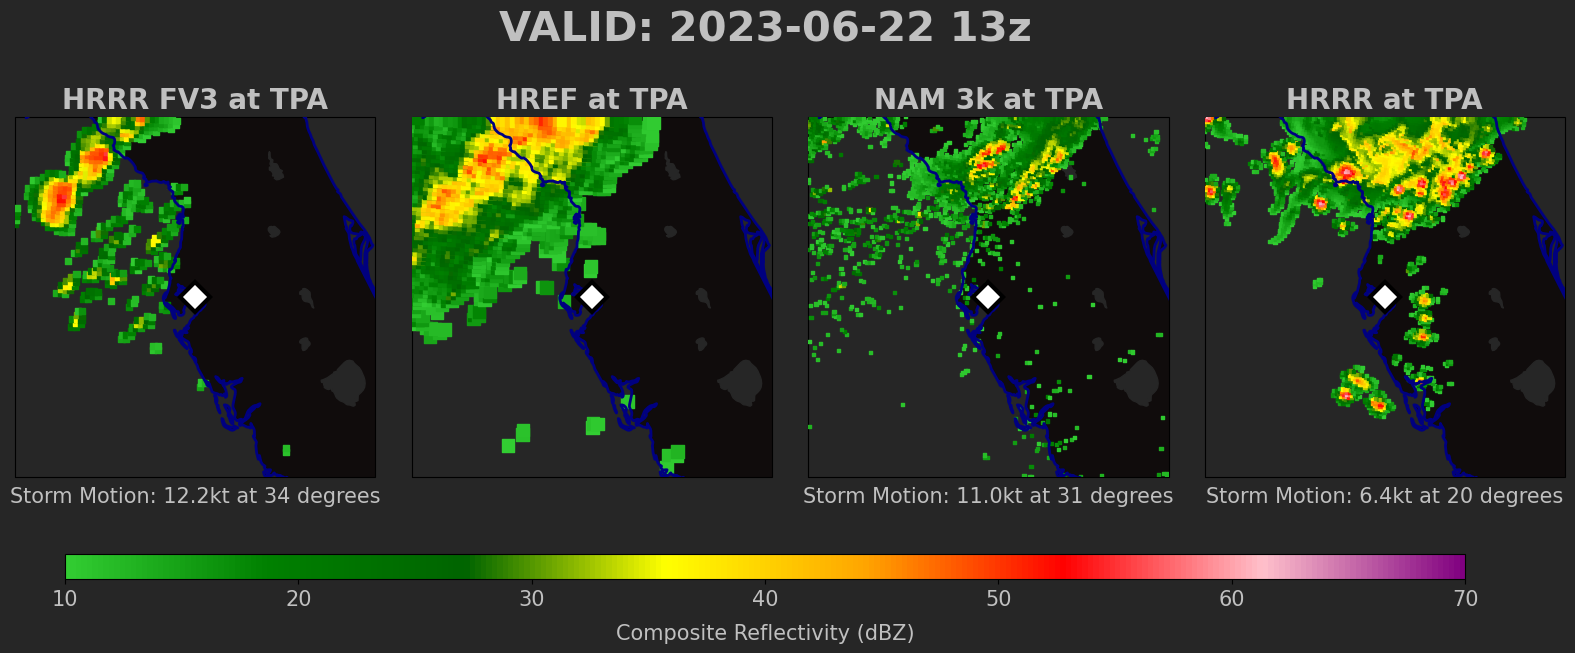 VALID: 2023-06-22 13z
HRRR FV3 at TPA
HREF at TPA
NAM 3k at TPA
HRRR at TPA
Storm Motion: 12.2kt at 34 degrees
Storm Motion: 11.0kt at 31 degrees
Storm Motion: 6.4kt at 20 degrees
10 20 30 40 50 60 70
Composite Reflectivity (dBZ)